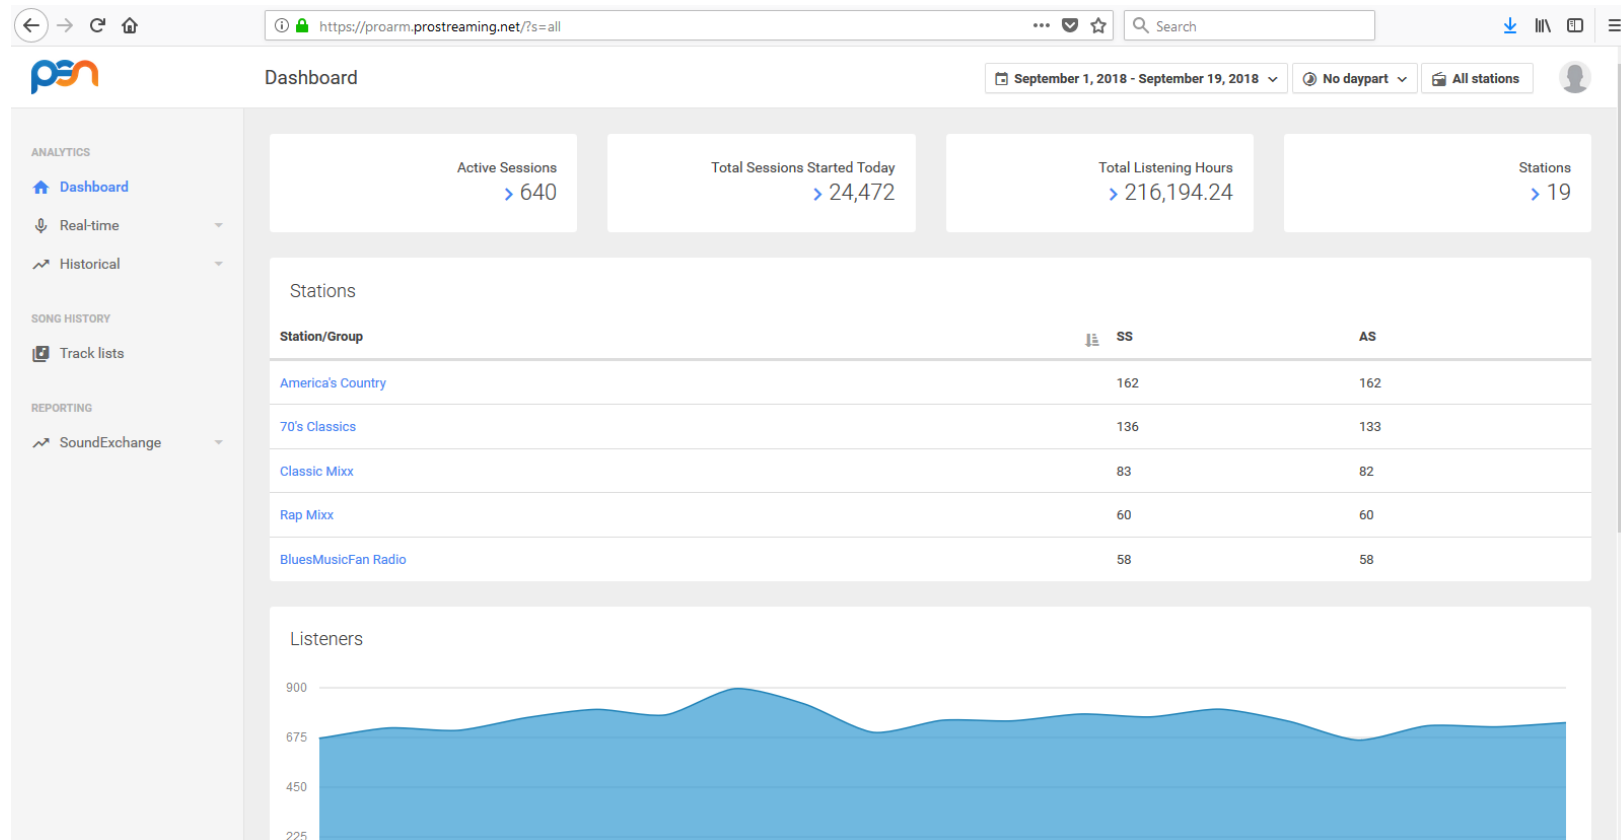 https://proarm.prostreaming.net/?s=all
Search
psn
Dashboard
September 1, 2018 - September 19, 2018
No daypart
All stations
ANALYTICS
Dashboard
Real-time
Historical
SONG HISTORY
Track lists
REPORTING
SoundExchange
Active Sessions
640
Total Sessions Started Today
24,472
Total Listening Hours
216,194.24
Stations
19
Stations
Station/Group SS AS
America's Country 162 162
70's Classics 136 133
Classic Mixx 83 82
Rap Mixx 60 60
BluesMusicFan Radio 58 58
Listeners
900
675
450
225